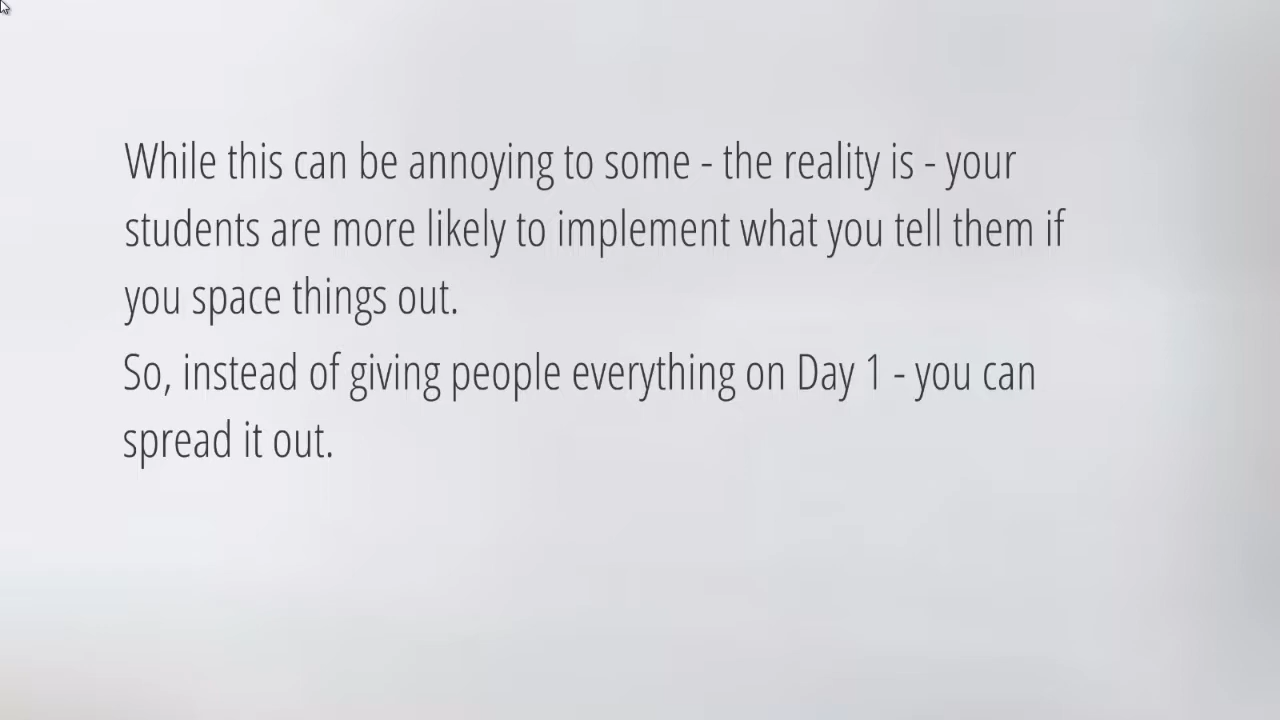 While this can be annoying to some - the reality is - your
students are more likely to implement what you tell them if
you space things out.
So, instead of giving people everything on Day 1 - you can
spread it out.